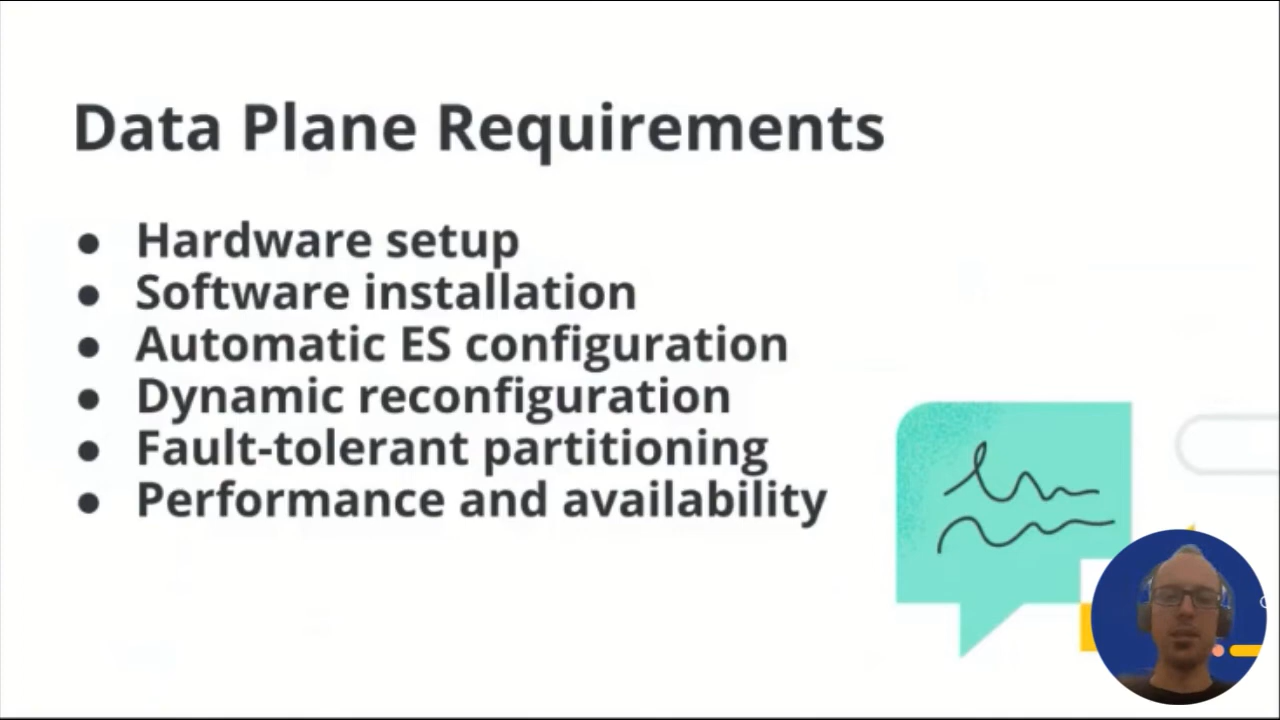 Data Plane Requirements
● Hardware setup
● Software installation
● Automatic ES configuration
● Dynamic reconfiguration
● Fault-tolerant partitioning
● Performance and availability